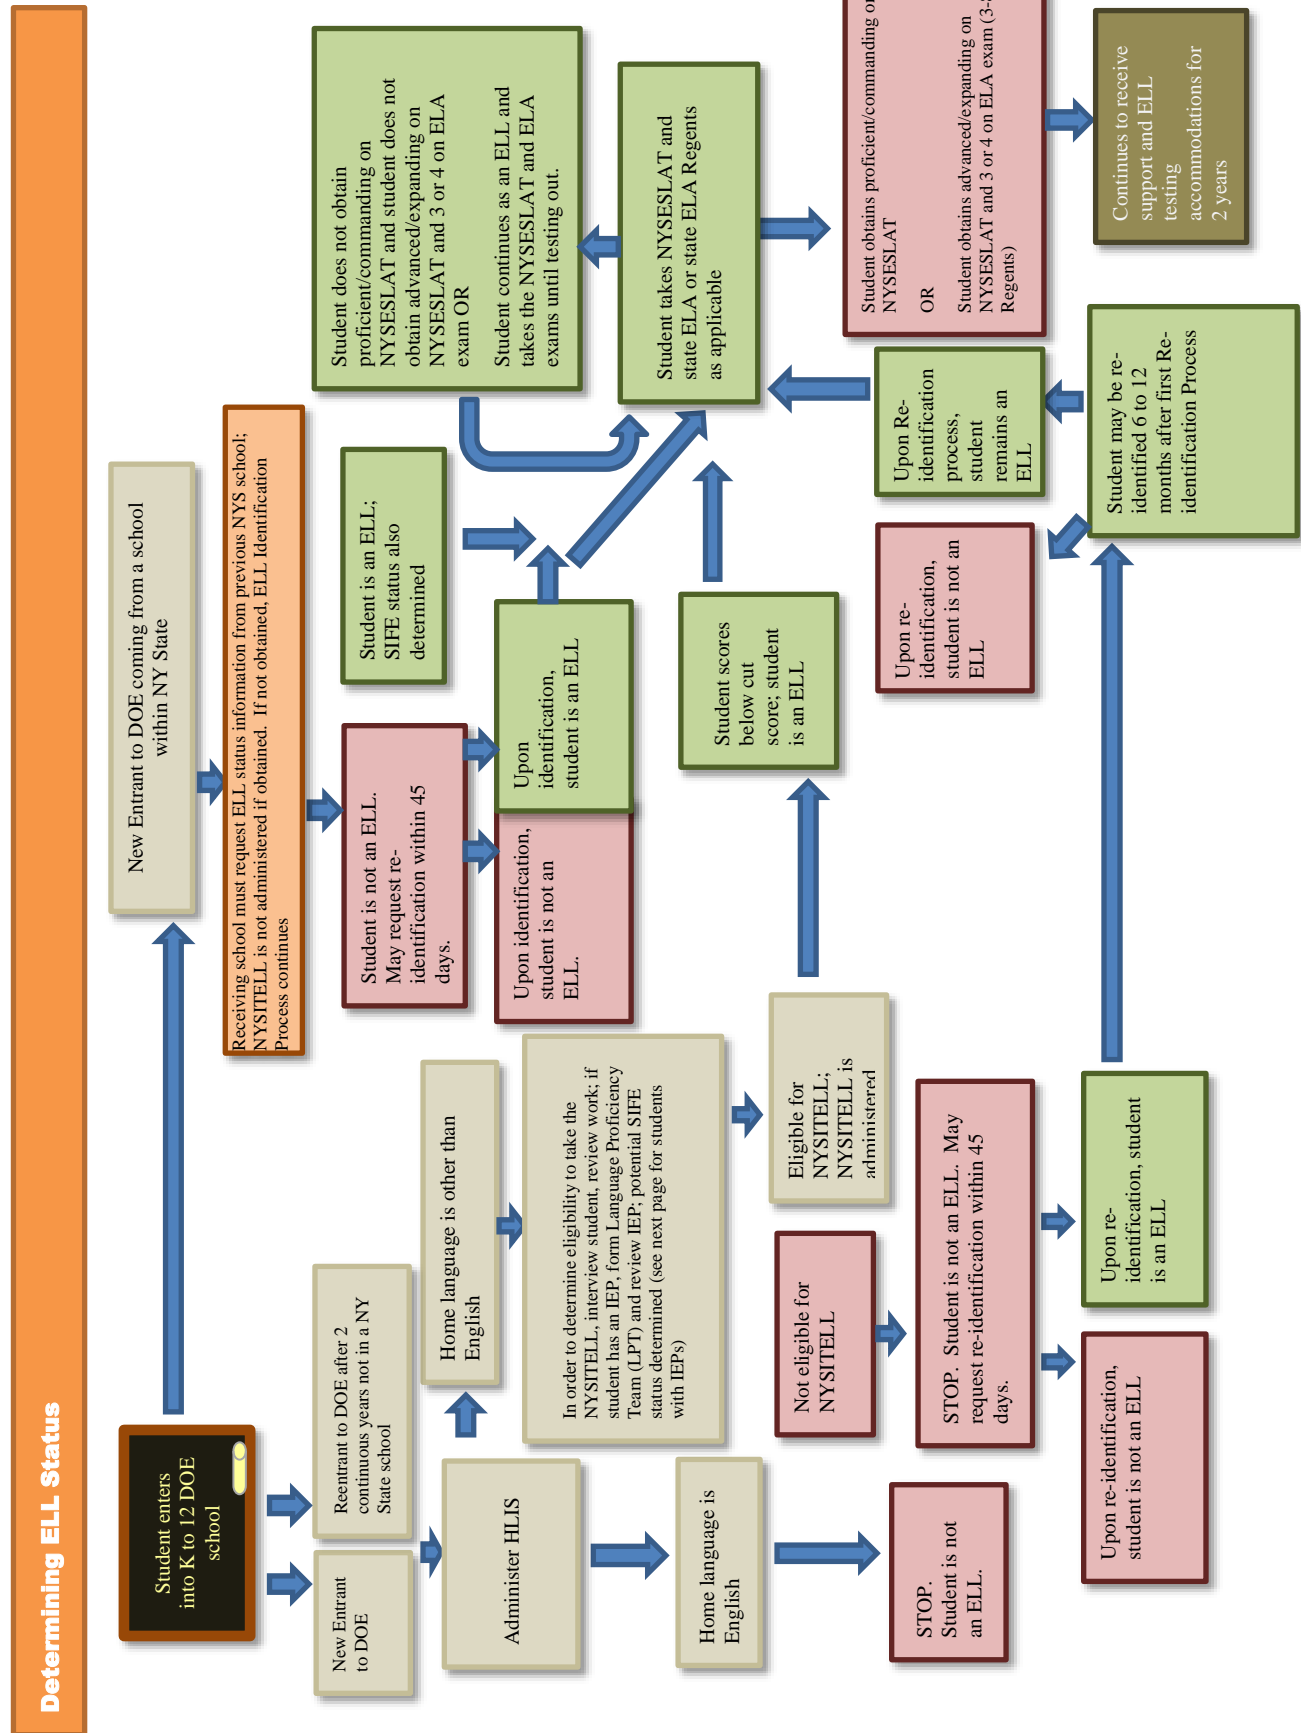 Determining ELL Status
Student enters
into K to 12 DOE
school
New Entrant to DOE coming from a school
within NY State
Receiving school must request ELL status information from previous NYS school;
NYSITELL is not administered if obtained.  If not obtained, ELL Identification
Process continues
New Entrant
to DOE
Reentrant to DOE after 2
continuous years not in a NY
State school
Administer HLIS
Home language is other than
English
Home language is
English
STOP.
Student is not
an ELL.
In order to determine eligibility to take the
NYSITELL, interview student, review work; if
student has an IEP, form Language Proficiency
Team (LPT) and review IEP; potential SIFE
status determined (see next page for students
with IEPs)
Not eligible for
NYSITELL
Eligible for
NYSITELL;
NYSITELL is
administered
STOP.  Student is not an ELL.  May
request re-identification within 45
days.
Upon re-identification,
student is not an ELL
Upon re-
identification, student
is an ELL
Student is not an ELL.
May request re-
identification within 45
days.
Upon identification,
student is not an
ELL.
Upon
identification,
student is an ELL
Student is an ELL;
SIFE status also
determined
Student scores
below cut
score; student
is an ELL
Student does not obtain
proficient/commanding on
NYSESLAT and student does not
obtain advanced/expanding on
NYSESLAT and 3 or 4 on ELA
exam OR
Student continues as an ELL and
takes the NYSESLAT and ELA
exams until testing out.
Student takes NYSESLAT and
state ELA or state ELA Regents
as applicable
Upon re-
identification,
student is not an
ELL
Upon Re-
identification
process,
student
remains an
ELL
Student may be re-
identified 6 to 12
months after first Re-
identification Process
Student obtains proficient/commanding on
NYSESLAT
OR
Student obtains advanced/expanding on
NYSESLAT and 3 or 4 on ELA exam
Regents)
Continues to receive
support and ELL
testing
accommodations for
2 years